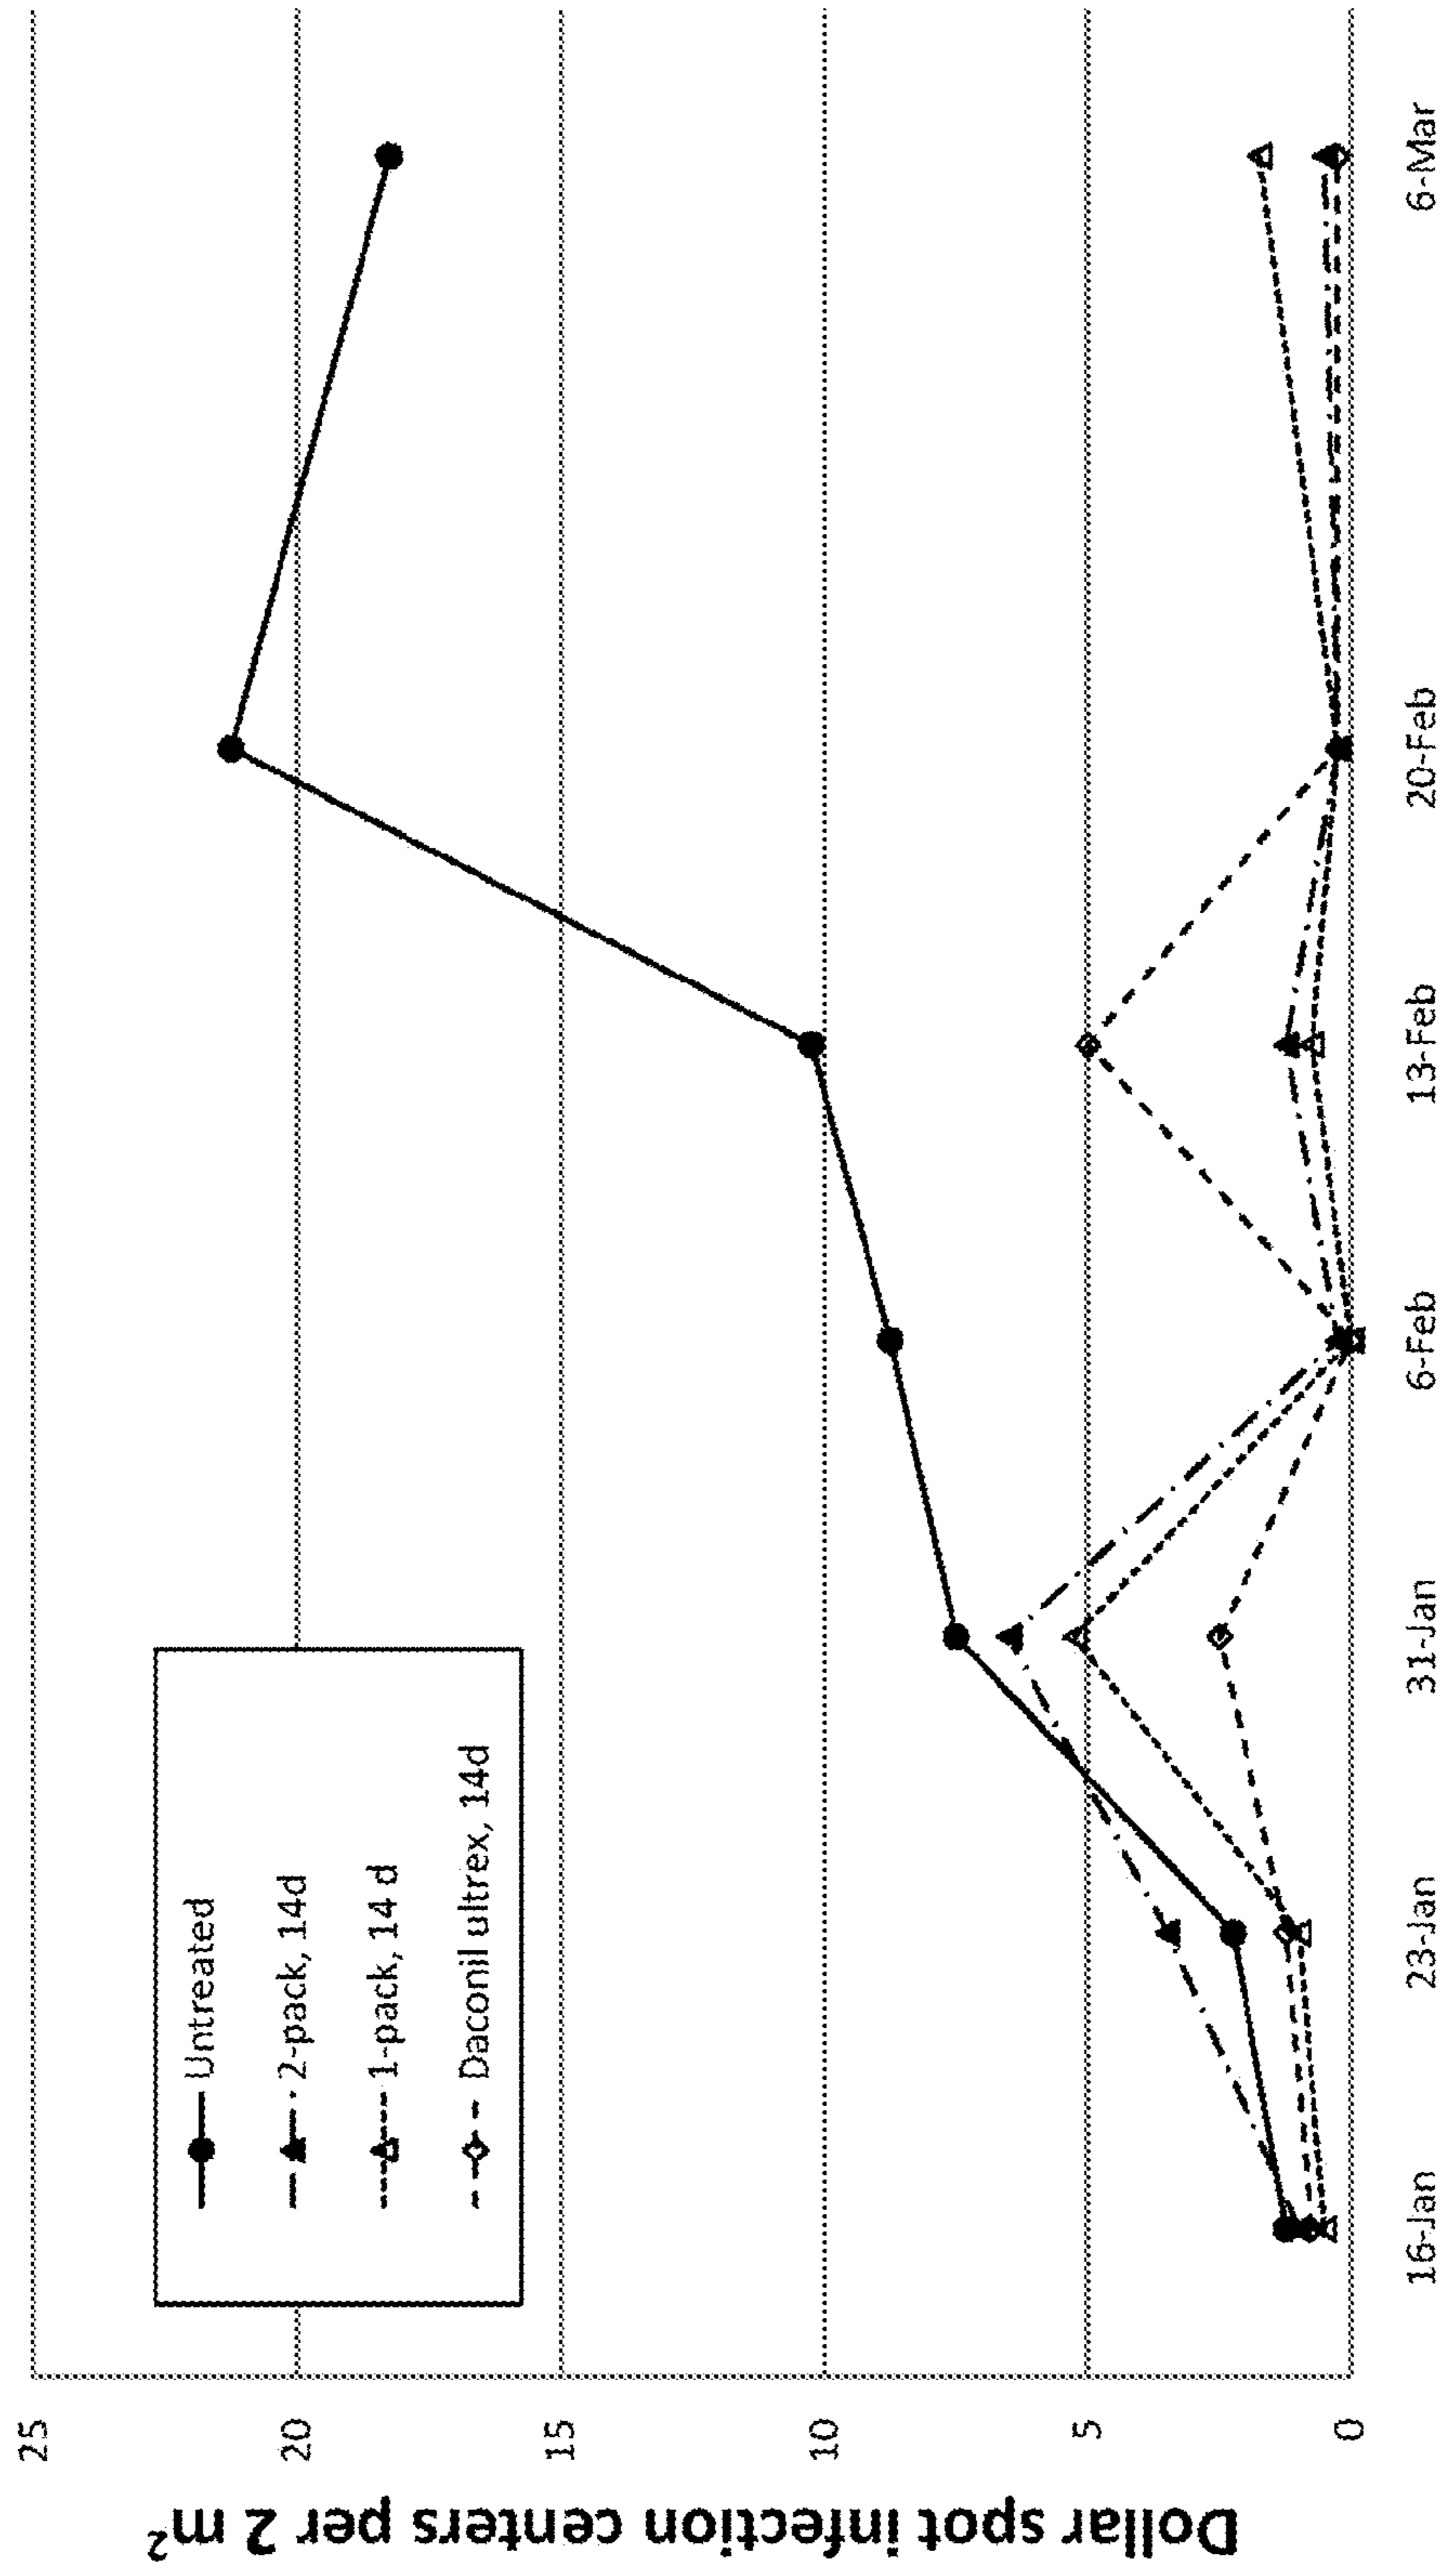 Dollar spot infection centers per 2 m²
25
20
15
10
5
0
Untreated
2-pack, 14d
1-pack, 14 d
Daconil ultrex, 14d
16-Jan
23-Jan
31-Jan
6-Feb
13-Feb
20-Feb
6-Mar